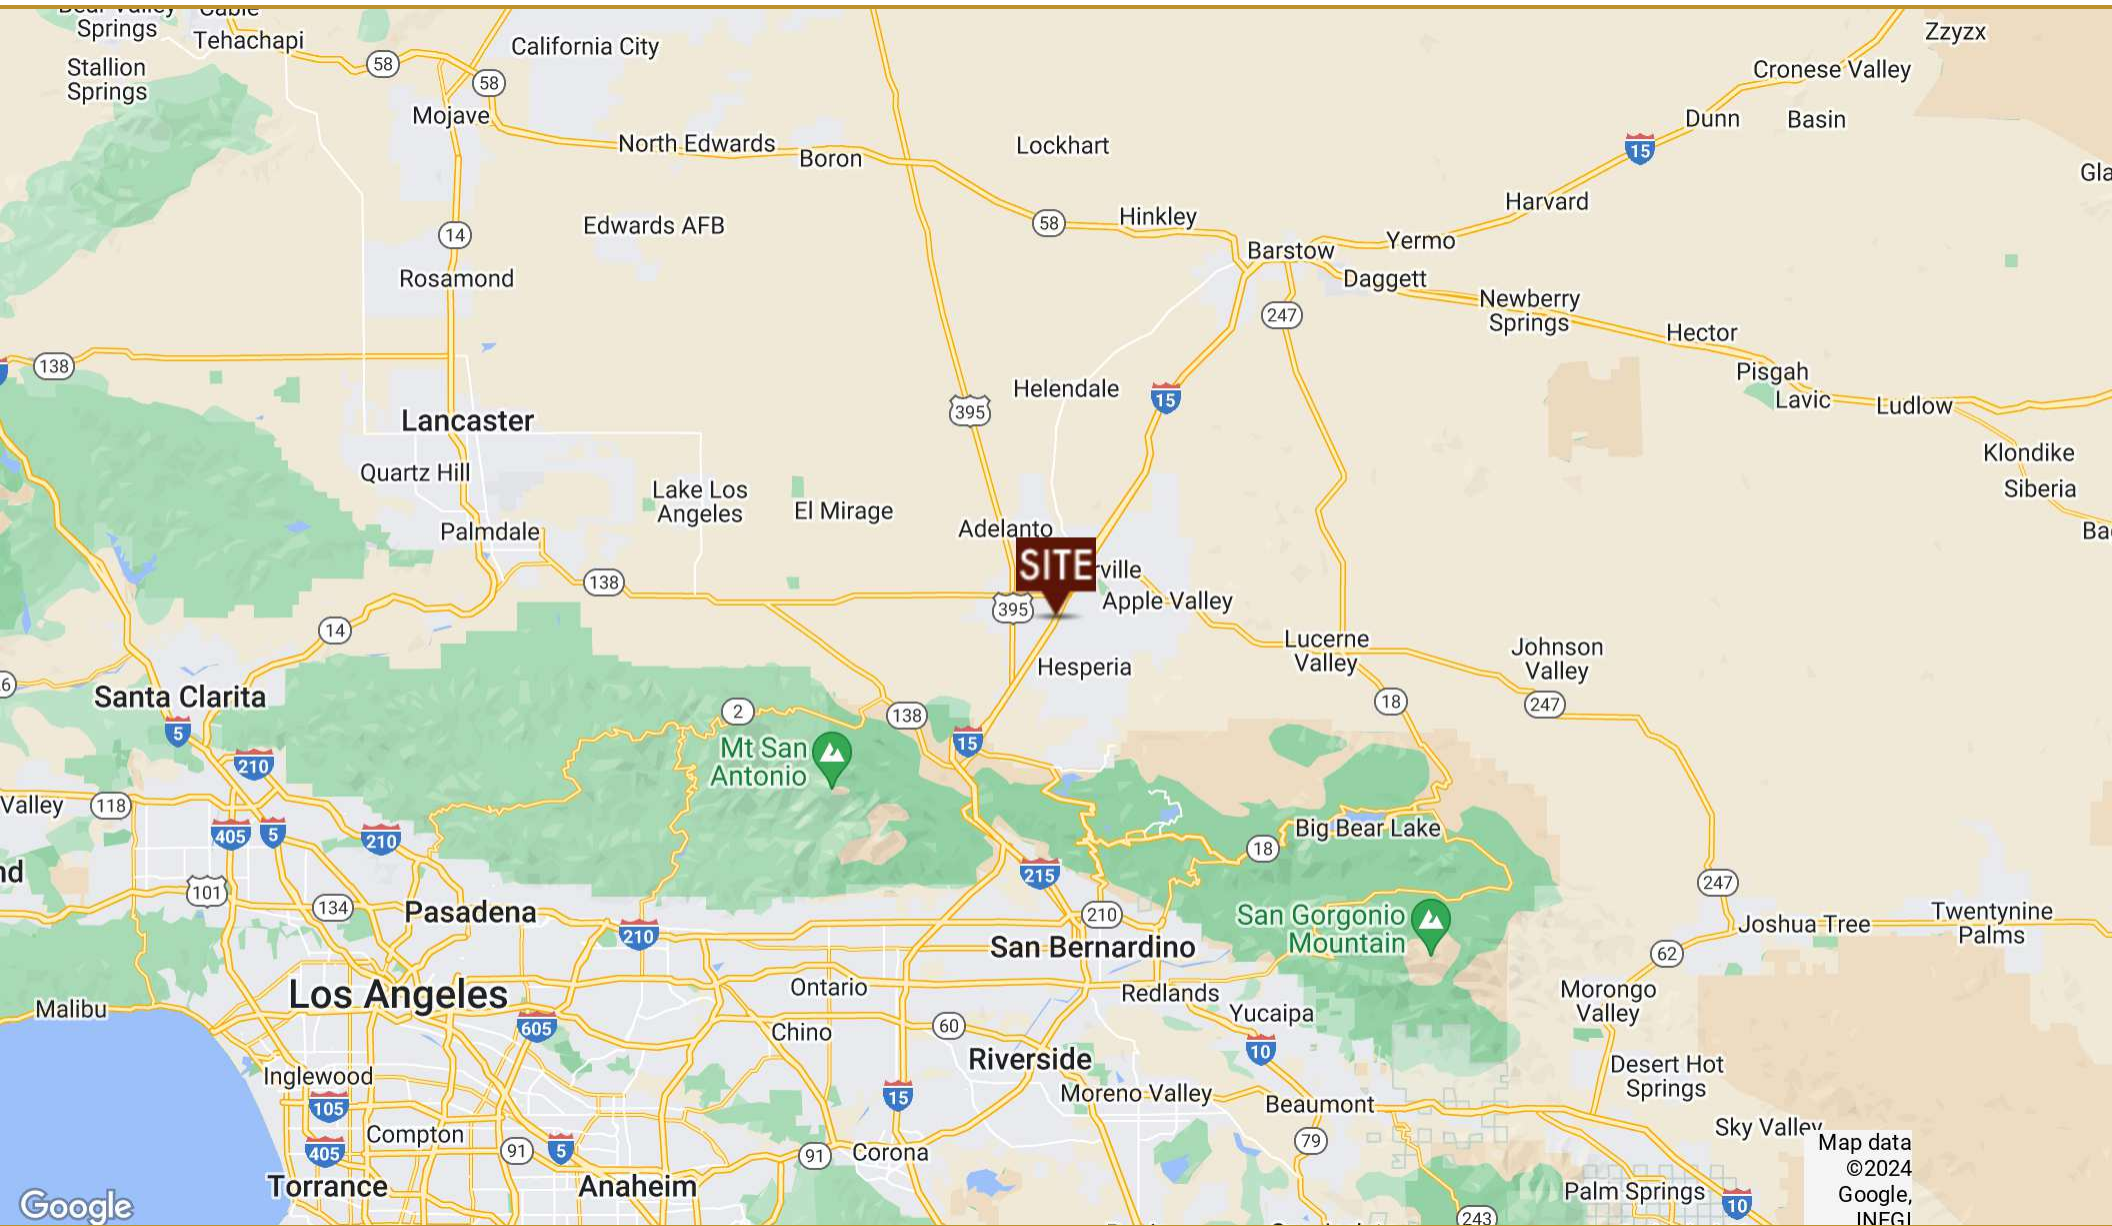 Springs
Tehachapi
California City
Zzyzx
Stallion
Springs
58
58
Cronese Valley
Mojave
Dunn
Basin
North Edwards
Boron
Lockhart
15
Gla
Edwards AFB
58
Hinkley
Harvard
14
Barstow
Yermo
Rosamond
Daggett
Newberry
Springs
247
Hector
138
Pisgah
Helendale
15
Lavic
Ludlow
Lancaster
395
Klondike
Quartz Hill
Lake Los
Angeles
El Mirage
Siberia
Palmdale
Adelanto
Ba
SITE
rville
138
395
Apple Valley
14
Lucerne
Valley
Johnson
Valley
Hesperia
6
Santa Clarita
5
2
138
18
247
15
Mt San
Antonio
210
Valley
118
405
5
210
Big Bear Lake
18
nd
215
101
134
Pasadena
210
210
247
San Gorgonio
Mountain
Joshua Tree
Twentynine
Palms
San Bernardino
62
Los Angeles
Ontario
Redlands
Morongo
Valley
Malibu
605
Chino
60
Yucaipa
Riverside
10
Inglewood
Desert Hot
Springs
105
15
Moreno Valley
Beaumont
Compton
405
91
5
91
Corona
79
Sky Valley
Torrance
Anaheim
Palm Springs
10
243
Google
Map data
©2024
Google,
INEGI